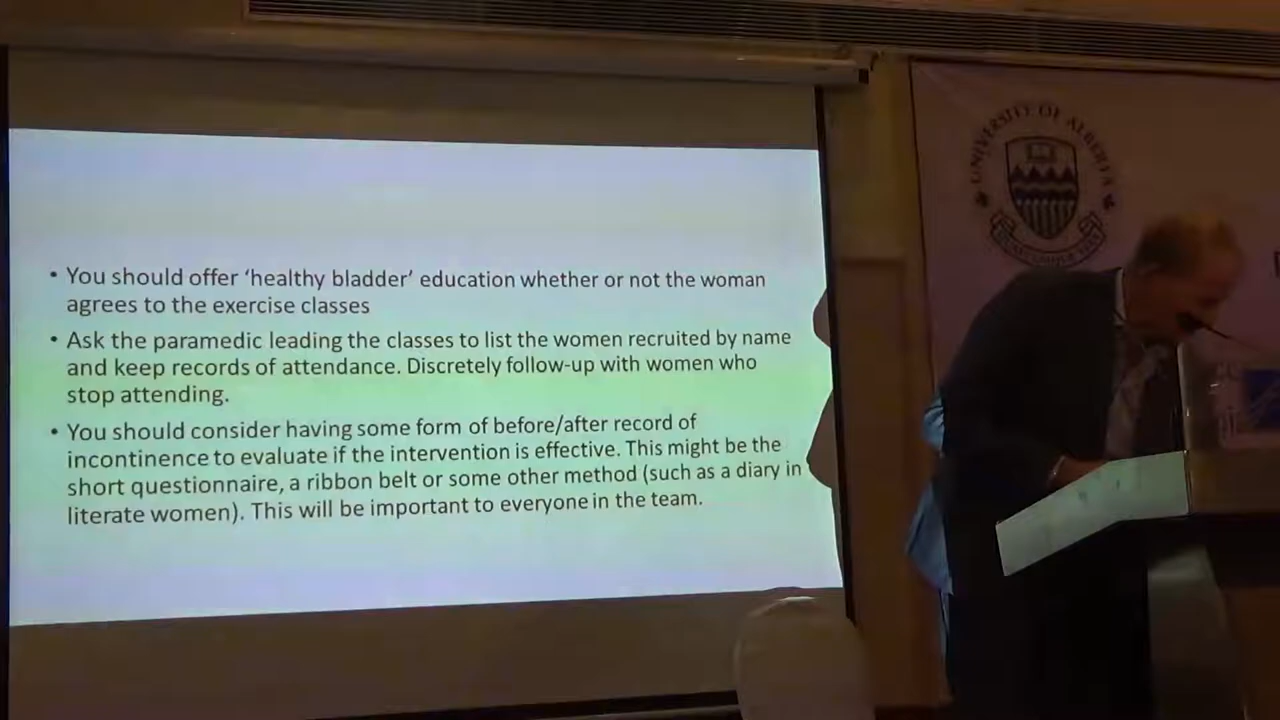 • You should offer ‘healthy bladder’ education whether or not the woman
agrees to the exercise classes
• Ask the paramedic leading the classes to list the women recruited by name
and keep records of attendance. Discretely follow-up with women who
stop attending.
• You should consider having some form of before/after record of
incontinence to evaluate if the intervention is effective. This might be the
short questionnaire, a ribbon belt or some other method (such as a diary in
literate women). This will be important to everyone in the team.
UNIVERSITY OF ALBERTA